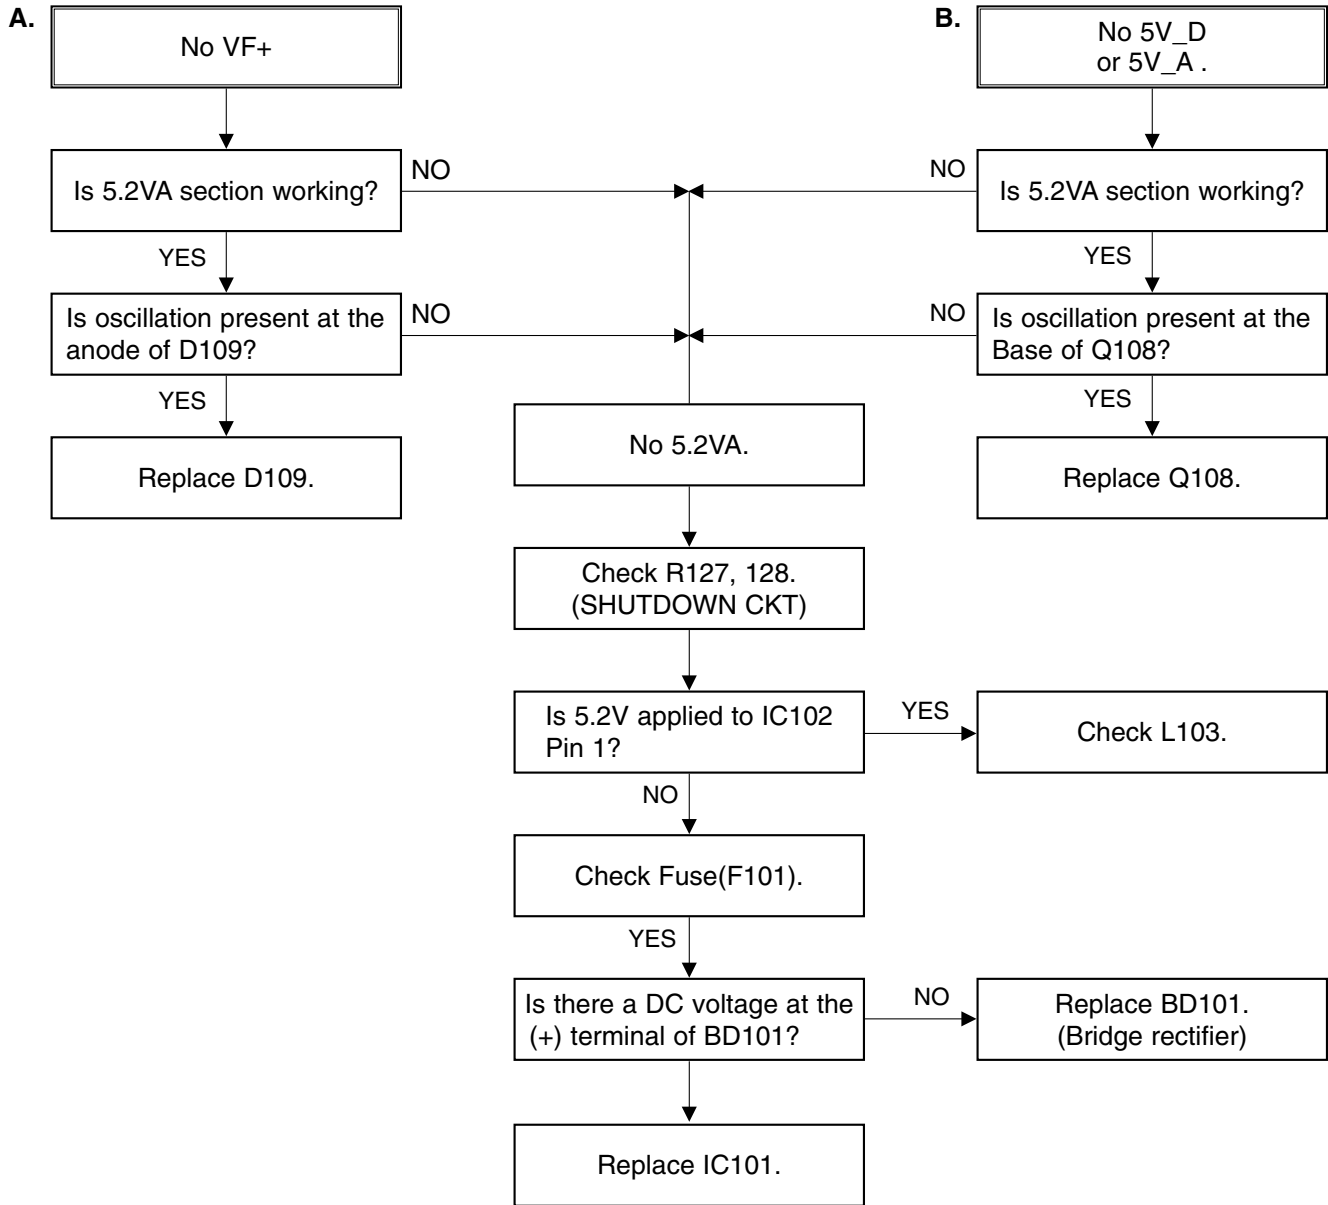 A.
No VF+
Is 5.2VA section working?
NO
YES
Is oscillation present at the
anode of D109?
NO
YES
Replace D109.
B.
No 5V_D
or 5V_A .
NO
Is 5.2VA section working?
YES
NO
Is oscillation present at the
Base of Q108?
YES
Replace Q108.
No 5.2VA.
Check R127, 128.
(SHUTDOWN CKT)
Is 5.2V applied to IC102
Pin 1?
YES
Check L103.
NO
Check Fuse(F101).
YES
Is there a DC voltage at the
(+) terminal of BD101?
NO
Replace BD101.
(Bridge rectifier)
Replace IC101.